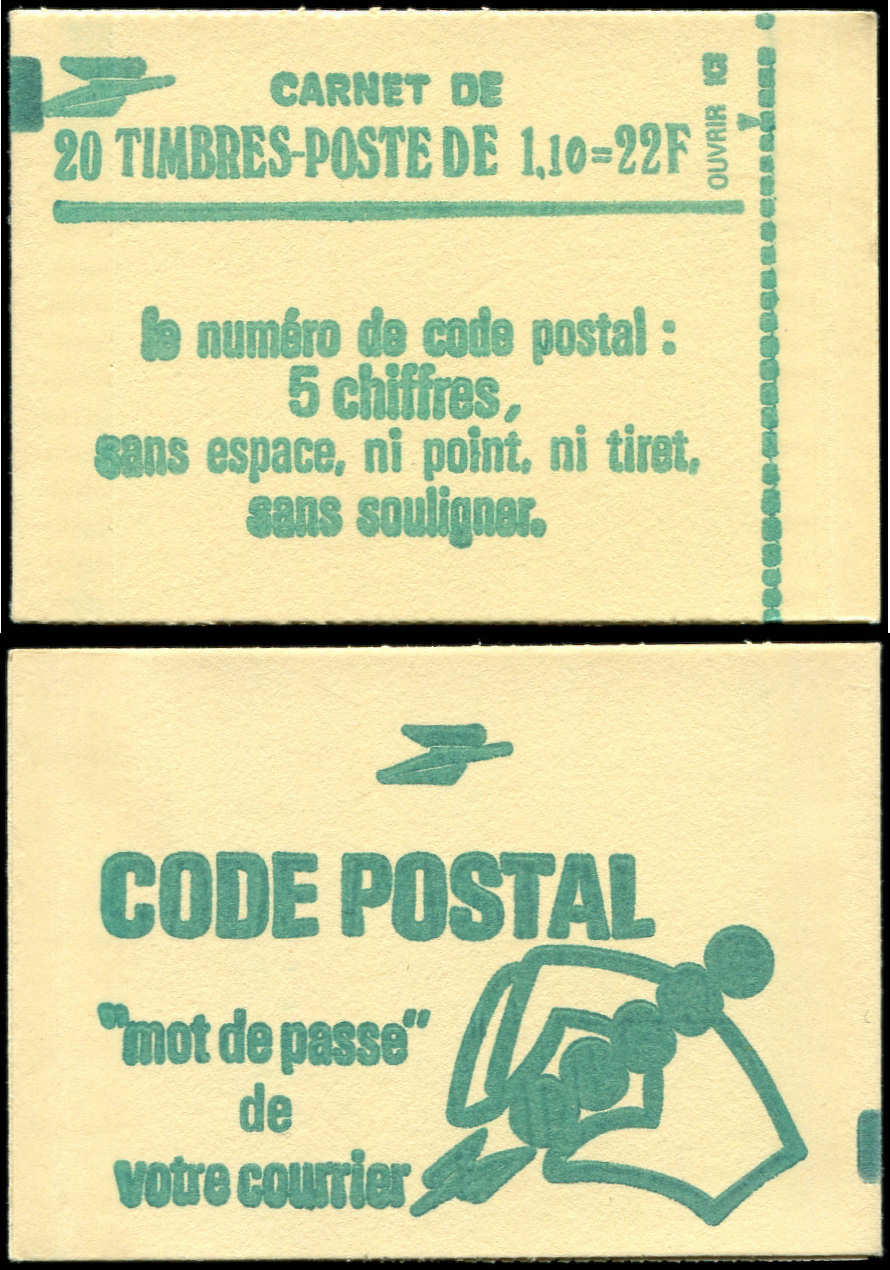 CARNET DE
20 TIMBRES-POSTE DE 1,10=22F
OUVRIR ICI
le numéro de code postal :
5 chiffres,
sans espace, ni point, ni tiret,
sans souligner.
CODE POSTAL
"mot de passe"
de
votre courrier